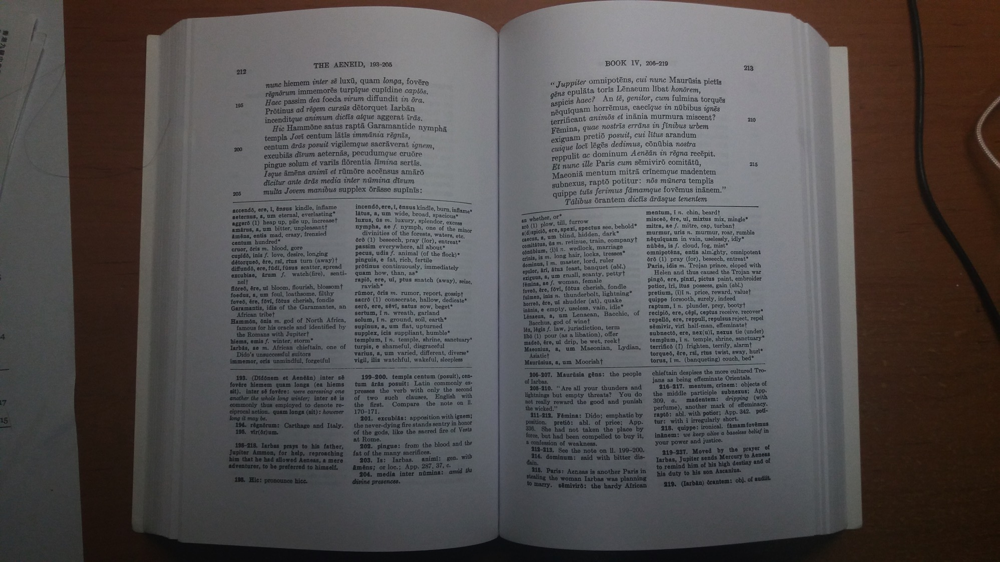 212
THE AENEID, 193-205
nunc hiemem inter sē luxū, quam longa, fovēre
rēgnōrum immemorēs turpīque cupīdine captōs.
Haec passim dea foeda virum diffundit in ōra.
195
Prōtinus ad rēgem cursūs dētorquet Iarbān
incenditque animum dictīs atque aggerat īrās.
Hic Hammōne satus raptā Garamantide nymphā
templa Jovī centum lātīs immānia rēgnīs,
centum ārās posuit vigilemque sacrāverat ignem,
200
excubiās dīvum aeternās, pecudumque cruōre
pingue solum et variīs flōrentia līmina sertīs.
Isque āmēns animī et rūmōre accēnsus amārō
dīcitur ante ārās media inter nūmina dīvum
205
multa Jovem manibus supplex ōrāsse supīnīs:
accendō, ere, ī, ēnsus kindle, inflame
aeternus, a, um eternal, everlasting*
aggerō (1) heap up, pile up, increase†
amārus, a, um bitter, unpleasant†
āmēns, entis mad, crazy, frenzied
centum hundred*
cruor, ōris m. blood, gore
cupīdō, inis f. love, desire, longing
dētorqueō, ēre, rsī, rtus turn (away)†
diffundō, ere, fūdī, fūsus scatter, spread
excubiae, ārum f. watch(fire), senti-
nel†
flōreō, ēre, uī bloom, flourish, blossom†
foedus, a, um foul, loathsome, filthy
foveō, ēre, fōvī, fōtus cherish, fondle
Garamantis, idis of the Garamantes, an
African tribe†
Hammōn, ōnis m. god of North Africa,
famous for his oracle and identified by
the Romans with Jupiter†
hiems, emis f. winter, storm*
Iarbās, ae m. African chieftain, one of
Dido's unsuccessful suitors
immemor, oris unmindful, forgetful
incendō, ere, ī, ēnsus kindle, burn, inflame*
lātus, a, um wide, broad, spacious*
luxus, ūs m. luxury, splendor, excess
nympha, ae f. nymph, one of the minor
divinities of the forests, waters, etc.
ōrō (1) beseech, pray (for), entreat*
passim everywhere, all about*
pecus, udis f. animal (of the flock)*
pinguis, e fat, rich, fertile
prōtinus continuously, immediately
quam how, than, as*
rapiō, ere, uī, ptus snatch (away), seize,
ravish*
rūmor, ōris m. rumor, report, gossip†
sacrō (1) consecrate, hallow, dedicate*
serō, ere, sēvī, satus sow, beget*
sertum, ī n. wreath, garland
solum, ī n. ground, soil, earth*
supīnus, a, um flat, upturned
supplex, icis suppliant, humble*
templum, ī n. temple, shrine, sanctuary*
turpis, e shameful, disgraceful
varius, a, um varied, different, diverse*
vigil, ilis watchful, wakeful, sleepless
193. (Dīdōnem et Aenēān) inter sē
fovēre hiemem quam longa (ea hiems
sit). inter sē fovēre: were caressing one
another the whole long winter; inter sē is
commonly thus employed to denote re-
ciprocal action. quam longa (sit): however
long it may be.
194. rēgnōrum: Carthage and Italy.
195. vir(ōr)um.
198-218. Iarbas prays to his father,
Jupiter Ammon, for help, reproaching
him that he had allowed Aeneas, a mere
adventurer, to be preferred to himself.
198. Hic: pronounce hicc.
199-200. templa centum (posuit), cen-
tum ārās posuit: Latin commonly ex-
presses the verb with only the second
of two such clauses, English with
the first. Compare the note on ll.
170-171.
201. excubiās: apposition with ignem;
the never-dying fire stands sentry in honor
of the gods, like the sacred fire of Vesta
at Rome.
202. pingue: from the blood and the
fat of the many sacrifices.
203. Is: Iarbas. animī: gen. with
āmēns; or loc.; App. 287, 37, c.
204. media inter nūmina: amid the
divine presences.
BOOK IV, 206-219
213
"Juppiter omnipotēns, cui nunc Maurūsia pictīs
gēns epulāta torīs Lēnaeum lībat honōrem,
aspicis haec? An tē, genitor, cum fulmina torquēs
nēquīquam horrēmus, caecīque in nūbibus ignēs
terrificant animōs et inānia murmura miscent?
210
Fēmina, quae nostrīs errāns in fīnibus urbem
exiguam pretiō posuit, cui lītus arandum
cuique locī lēgēs dedimus, cōnūbia nostra
reppulit ac dominum Aenēān in rēgna recēpit.
Et nunc ille Paris cum sēmivirō comitātū,
215
Maeoniā mentum mitrā crīnemque madentem
subnexus, raptō potitur: nōs mūnera templīs
quippe tuīs ferimus fāmamque fovēmus inānem."
Tālibus ōrantem dictīs ārāsque tenentem
an whether, or*
arō (1) plow, till, furrow
a(d)spiciō, ere, spexī, spectus see, behold*
caecus, a, um blind, hidden, dark*
comitātus, ūs m. retinue, train, company†
cōnūbium, (i)ī n. wedlock, marriage
crīnis, is m. long hair, locks, tresses*
dominus, ī m. master, lord, ruler
epulor, ārī, ātus feast, banquet (abl.)
exiguus, a, um small, scanty, petty†
fēmina, ae f. woman, female
foveō, ēre, fōvī, fōtus cherish, fondle
fulmen, inis n. thunderbolt, lightning*
horreō, ēre, uī shudder (at), quake
inānis, e empty, useless, vain, idle*
Lēnaeus, a, um Lenaean, Bacchic, of
Bacchus, god of wine†
lēx, lēgis f. law, jurisdiction, term
lībō (1) pour (as a libation), offer
madeō, ēre, uī drip, be wet, reek†
Maeonius, a, um Maeonian, Lydian,
Asiatic†
Maurūsius, a, um Moorish†
mentum, ī n. chin, beard†
misceō, ēre, uī, mixtus mix, mingle*
mitra, ae f. mitre, cap, turban†
murmur, uris n. murmur, roar, rumble
nēquīquam in vain, uselessly, idly*
nūbēs, is f. cloud, fog, mist*
omnipotēns, entis almighty, omnipotent
ōrō (1) pray (for), beseech, entreat*
Paris, idis m. Trojan prince, eloped with
Helen and thus caused the Trojan war
pingō, ere, pīnxī, pictus paint, embroider
potior, īrī, ītus possess, gain (abl.)
pretium, (i)ī n. price, reward, value†
quippe forsooth, surely, indeed
raptum, ī n. plunder, prey, booty†
recipiō, ere, cēpī, ceptus receive, recover*
repellō, ere, reppulī, repulsus reject, repel
sēmivir, virī half-man, effeminate†
subnectō, ere, nex(u)ī, nexus tie (under)
templum, ī n. temple, shrine, sanctuary*
terrificō (1) frighten, terrify, alarm†
torqueō, ēre, rsī, rtus twist, sway, hurl*
torus, ī m. (banqueting) couch, bed*
206-207. Maurūsia gēns: the people
of Iarbas.
208-210. "Are all your thunders and
lightnings but empty threats? You do
not really reward the good and punish
the wicked."
211-212. Fēmina: Dido; emphatic by
position. pretiō: abl. of price; App.
336. She had not taken the place by
force, but had been compelled to buy it,
a confession of weakness.
212-213. See the note on ll. 199-200.
214. dominum: said with bitter dis-
dain.
215. Paris: Aeneas is another Paris in
stealing the woman Iarbas was planning
to marry. sēmivirō: the hardy African
chieftain despises the more cultured Tro-
jans as being effeminate Orientals.
216-217. mentum, crīnem: objects of
the middle participle subnexus; App.
309, a. madentem: dripping (with
perfume), another mark of effeminacy.
raptō: abl. with potior; App. 342. poti-
tur: with i irregularly short.
218. quippe: ironical. fāmam fovēmus
inānem: we keep alive a baseless belief in
your power and justice.
219-237. Moved by the prayer of
Iarbas, Jupiter sends Mercury to Aeneas
to remind him of his high destiny and of
his duty to his son Ascanius.
219. (Iarbān) ōrantem: obj. of audiit.